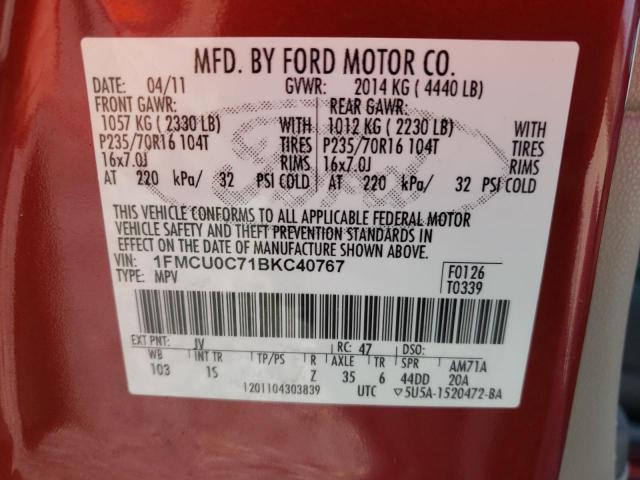 MFD. BY FORD MOTOR CO.
DATE: 04/11 GVWR: 2014 KG (4440 LB)
FRONT GAWR: REAR GAWR:
1057 KG (2330 LB) WITH 1012 KG (2230 LB) WITH
P235/70R16 104T TIRES P235/70R16 104T TIRES
16x7.0J RIMS 16x7.0J RIMS
AT 220 kPa/ 32 PSI COLD AT 220 kPa/ 32 PSI COLD
THIS VEHICLE CONFORMS TO ALL APPLICABLE FEDERAL MOTOR
VEHICLE SAFETY AND THEFT PREVENTION STANDARDS IN
EFFECT ON THE DATE OF MANUFACTURE SHOWN ABOVE.
VIN: 1FMCU0C71BKC40767 F0126
TYPE: MPV T0339
EXT PNT: JV RC: 47 DSO:
WB INT TR TP/PS R AXLE TR SPR AM71A
103 1S Z 35 6 44DD 20A
1201104303839 UTC ▽5U5A-1520472-BA
Ford